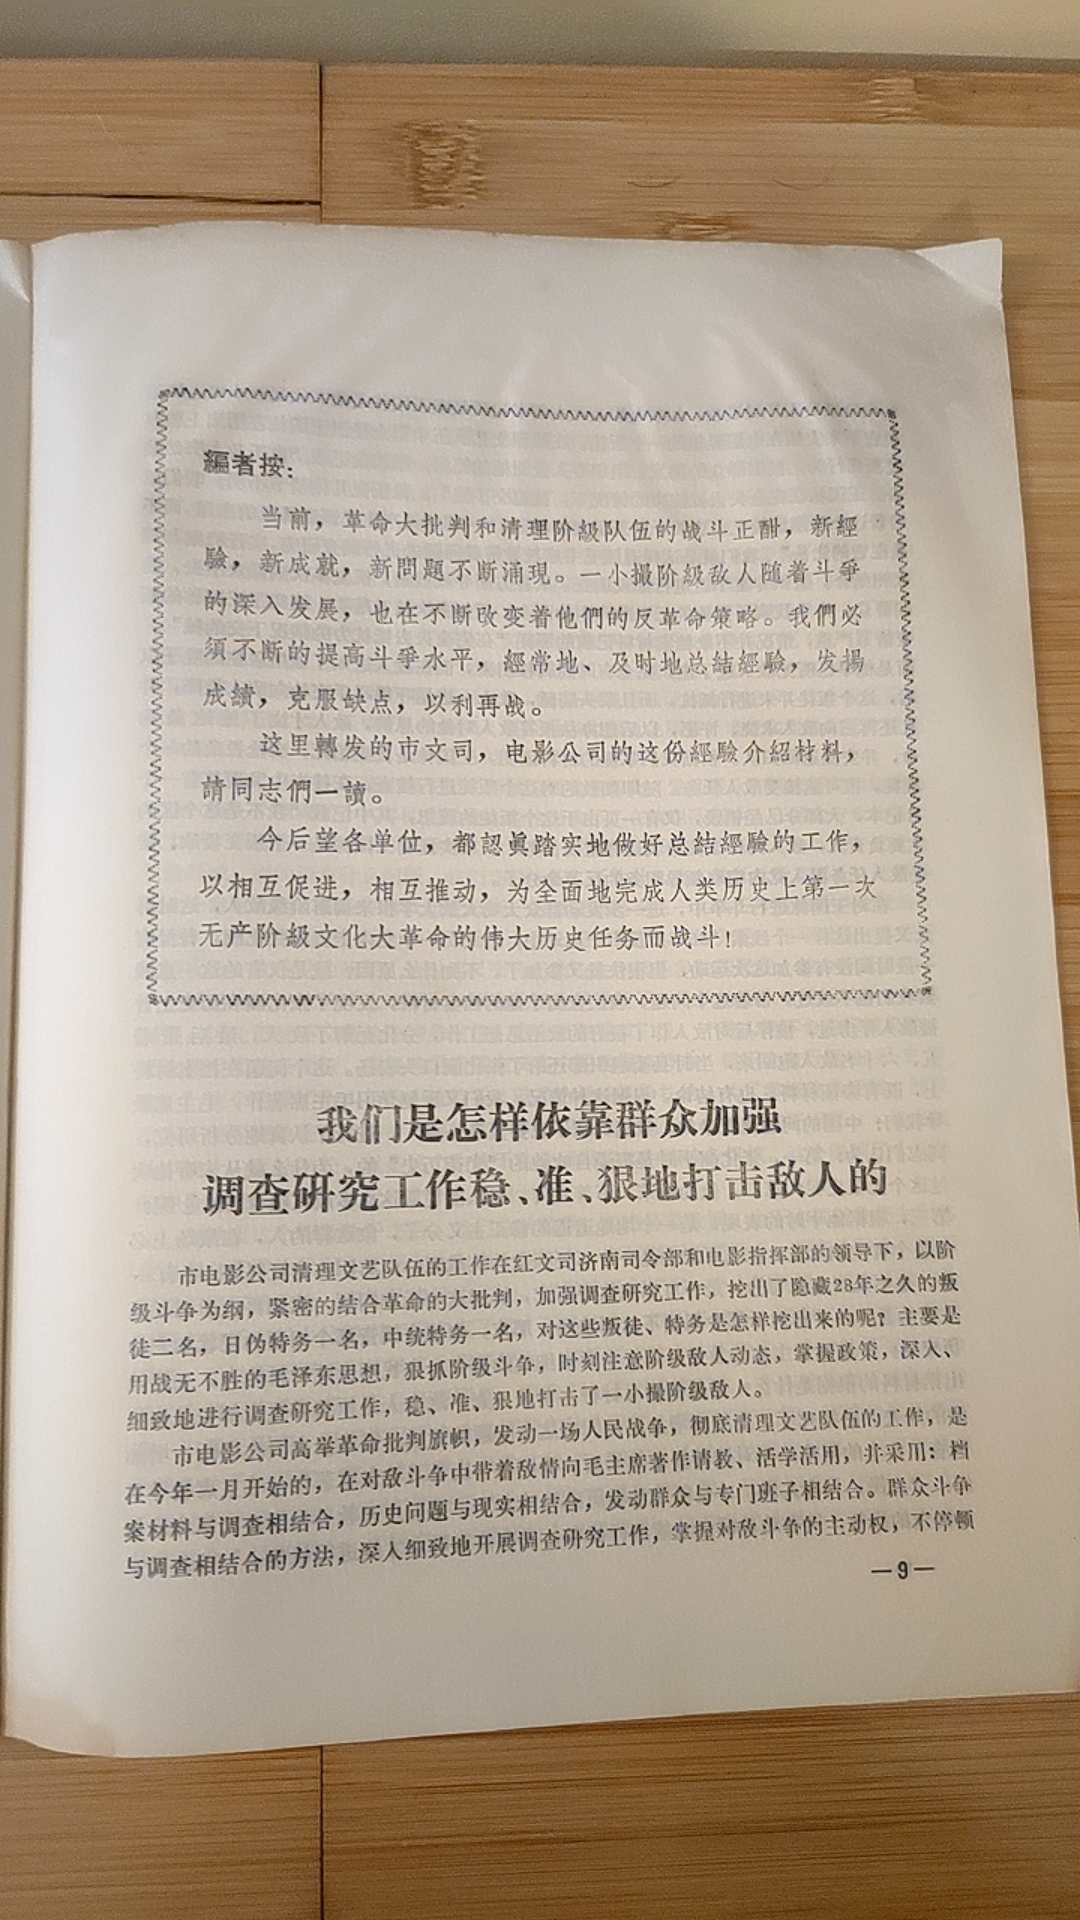 編者按:
当前，革命大批判和清理阶級队伍的战斗正酣，新經
驗，新成就，新問題不断涌現。一小撮阶級敌人随着斗爭
的深入发展，也在不断改变着他們的反革命策略。我們必
須不断的提高斗爭水平，經常地、及时地总結經驗，发揚
成績，克服缺点，以利再战。
这里轉发的市文司，电影公司的这份經驗介紹材料，
請同志們一讀。
今后望各单位，都認眞踏实地做好总結經驗的工作，
以相互促进，相互推动，为全面地完成人类历史上第一次
无产阶級文化大革命的伟大历史任务而战斗!
我们是怎样依靠群众加强
调查研究工作稳、准、狠地打击敌人的
市电影公司清理文艺队伍的工作在红文司济南司令部和电影指挥部的领导下，以阶
级斗争为纲，紧密的结合革命的大批判，加强调查研究工作，挖出了隐藏28年之久的叛
徒二名，日伪特务一名，中统特务一名，对这些叛徒、特务是怎样挖出来的呢？主要是
用战无不胜的毛泽东思想，狠抓阶级斗争，时刻注意阶级敌人动态，掌握政策，深入、
细致地进行调查研究工作，稳、准、狠地打击了一小撮阶级敌人。
市电影公司高举革命批判旗帜，发动一场人民战争，彻底清理文艺队伍的工作，是
在今年一月开始的，在对敌斗争中带着敌情向毛主席著作请教、活学活用，并采用：档
案材料与调查相结合，历史问题与现实相结合，发动群众与专门班子相结合。群众斗争
与调查相结合的方法，深入细致地开展调查研究工作，掌握对敌斗争的主动权，不停顿
—9—